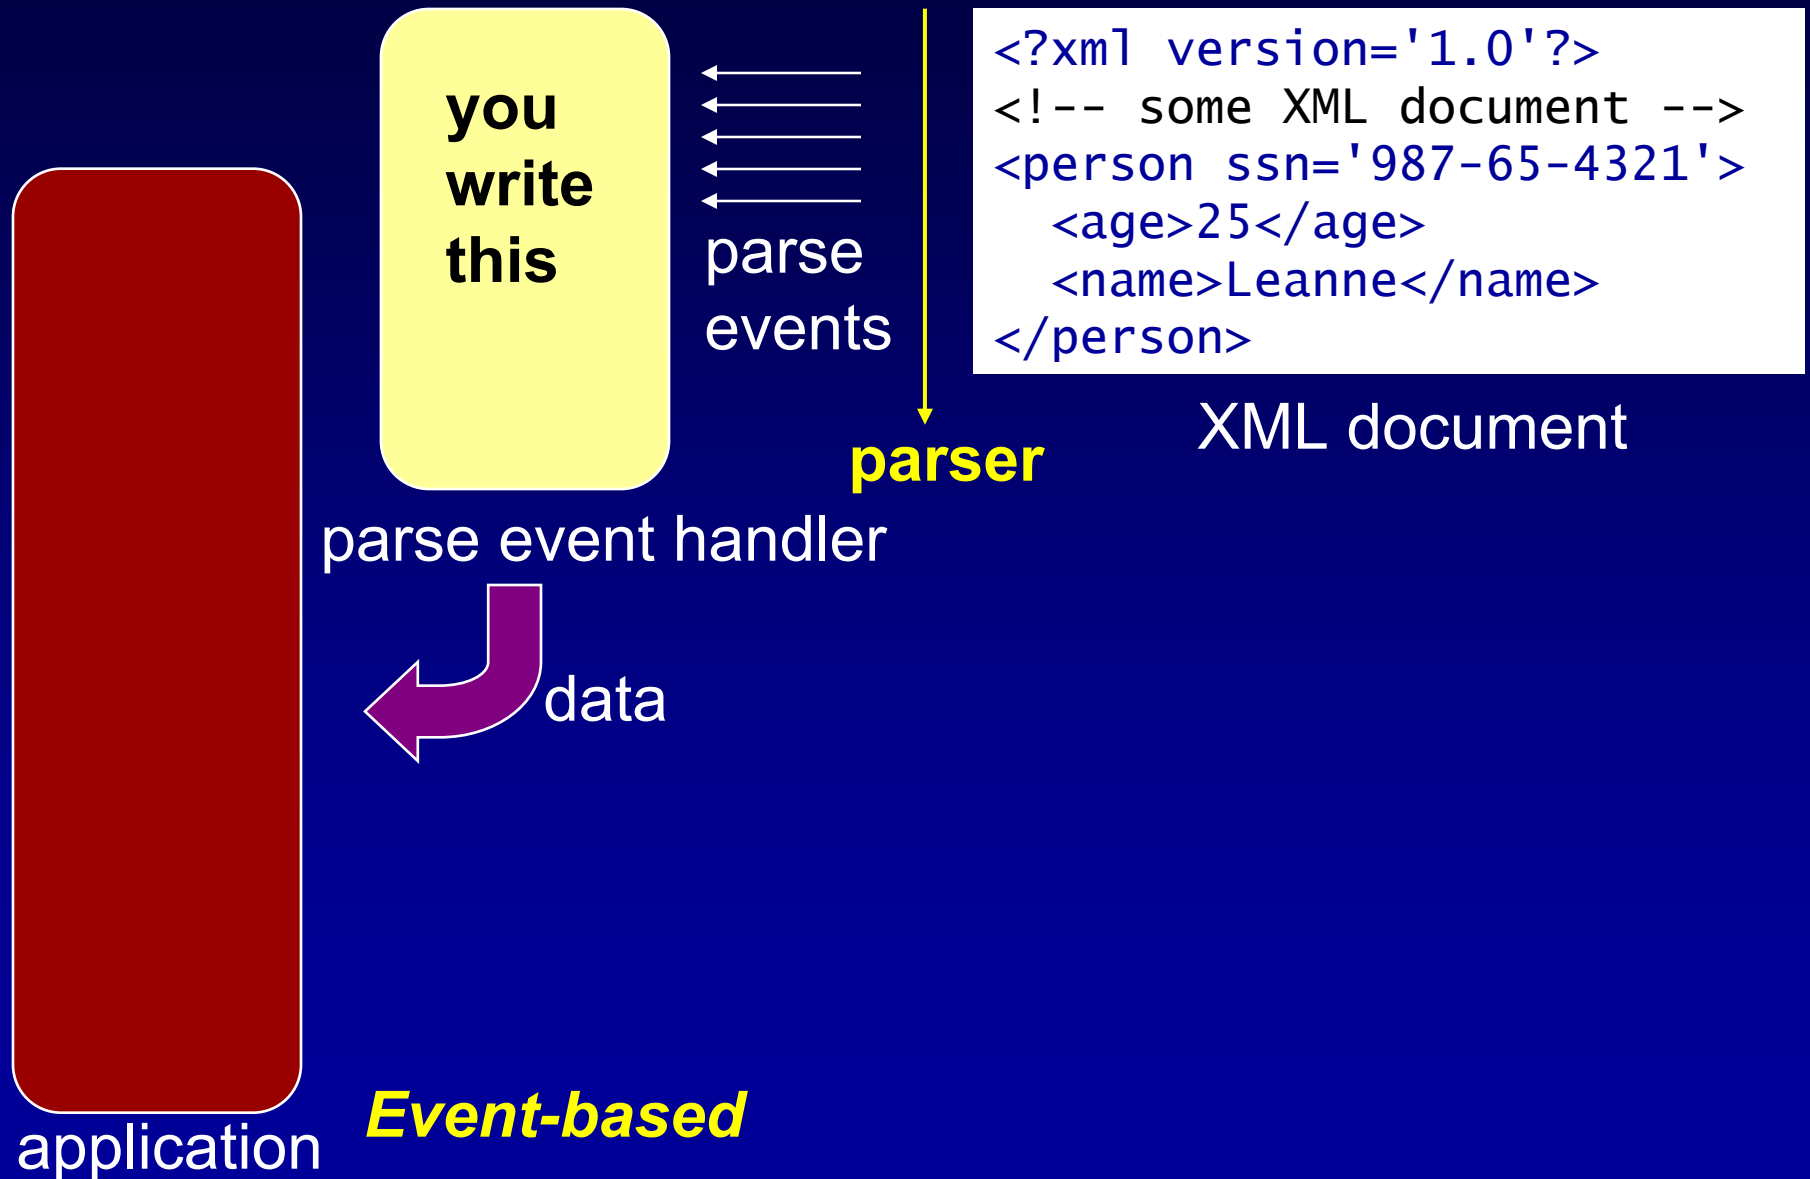 you
write
this
parse
events
<?xml version='1.0'?>
<!-- some XML document -->
<person ssn='987-65-4321'>
  <age>25</age>
  <name>Leanne</name>
</person>
XML document
parser
parse event handler
data
Event-based
application